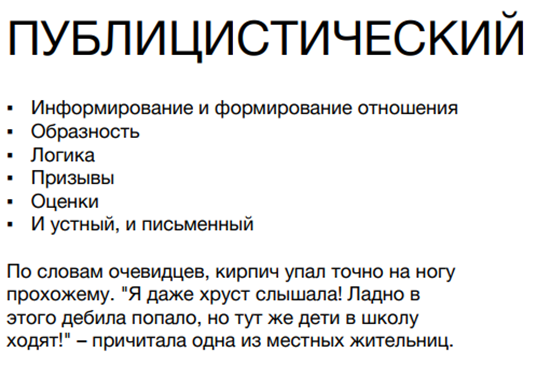 ПУБЛИЦИСТИЧЕСКИЙ
▪ Информирование и формирование отношения
▪ Образность
▪ Логика
▪ Призывы
▪ Оценки
▪ И устный, и письменный
По словам очевидцев, кирпич упал точно на ногу
прохожему. "Я даже хруст слышала! Ладно в
этого дебила попало, но тут же дети в школу
ходят!" – причитала одна из местных жительниц.